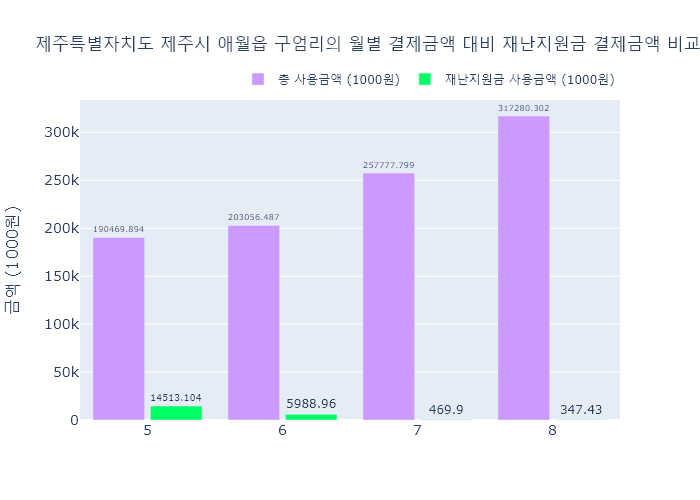 제주특별자치도 제주시 애월읍 구엄리의 월별 결제금액 대비 재난지원금 결제금액 비교
총 사용금액 (1000원) 재난지원금 사용금액 (1000원)
금액 (1000원)
300k
250k
200k
150k
100k
50k
0
190469.894
14513.104
203056.487
5988.96
257777.799
469.9
317280.302
347.43
5 6 7 8